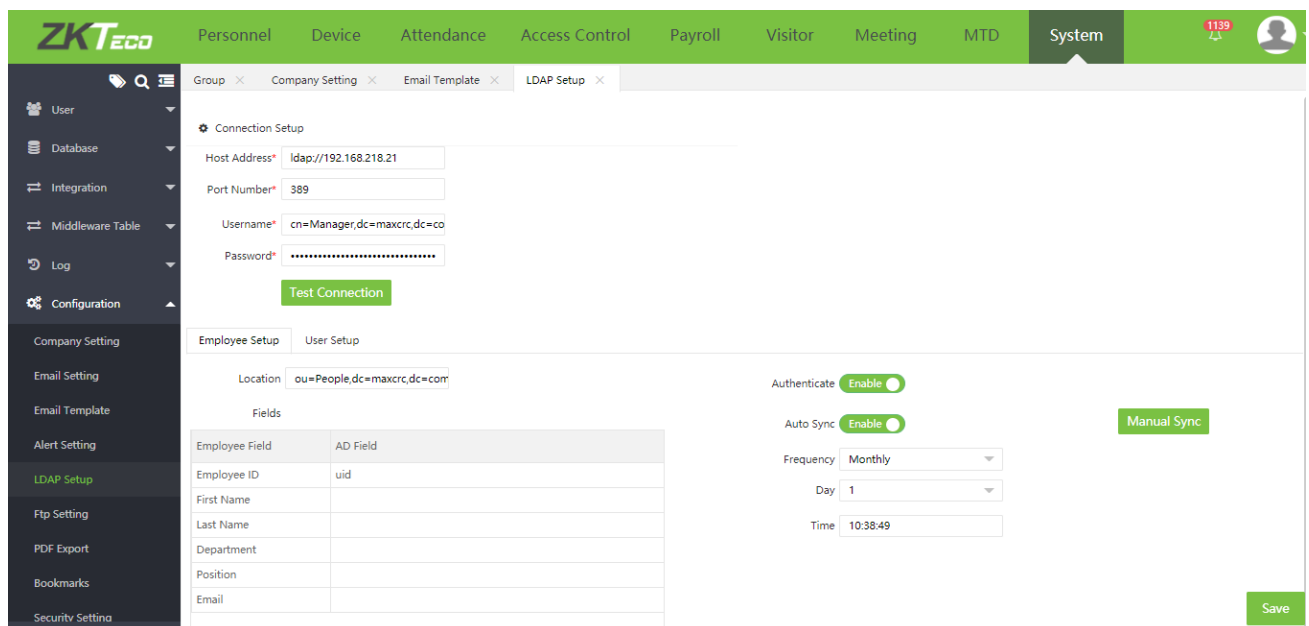 ZKTECO Personnel Device Attendance Access Control Payroll Visitor Meeting MTD System 1139
Group Company Setting Email Template LDAP Setup
User
Database
Integration
Middleware Table
Log
Configuration
Company Setting
Email Setting
Email Template
Alert Setting
LDAP Setup
Ftp Setting
PDF Export
Bookmarks
Security Setting
Connection Setup
Host Address* ldap://192.168.218.21
Port Number* 389
Username* cn=Manager,dc=maxcrc,dc=co
Password* ••••••••••••••••••••••••••••••••
Test Connection
Employee Setup User Setup
Location ou=People,dc=maxcrc,dc=com
Fields
Employee Field AD Field
Employee ID uid
First Name
Last Name
Department
Position
Email
Authenticate Enable
Auto Sync Enable
Manual Sync
Frequency Monthly
Day 1
Time 10:38:49
Save